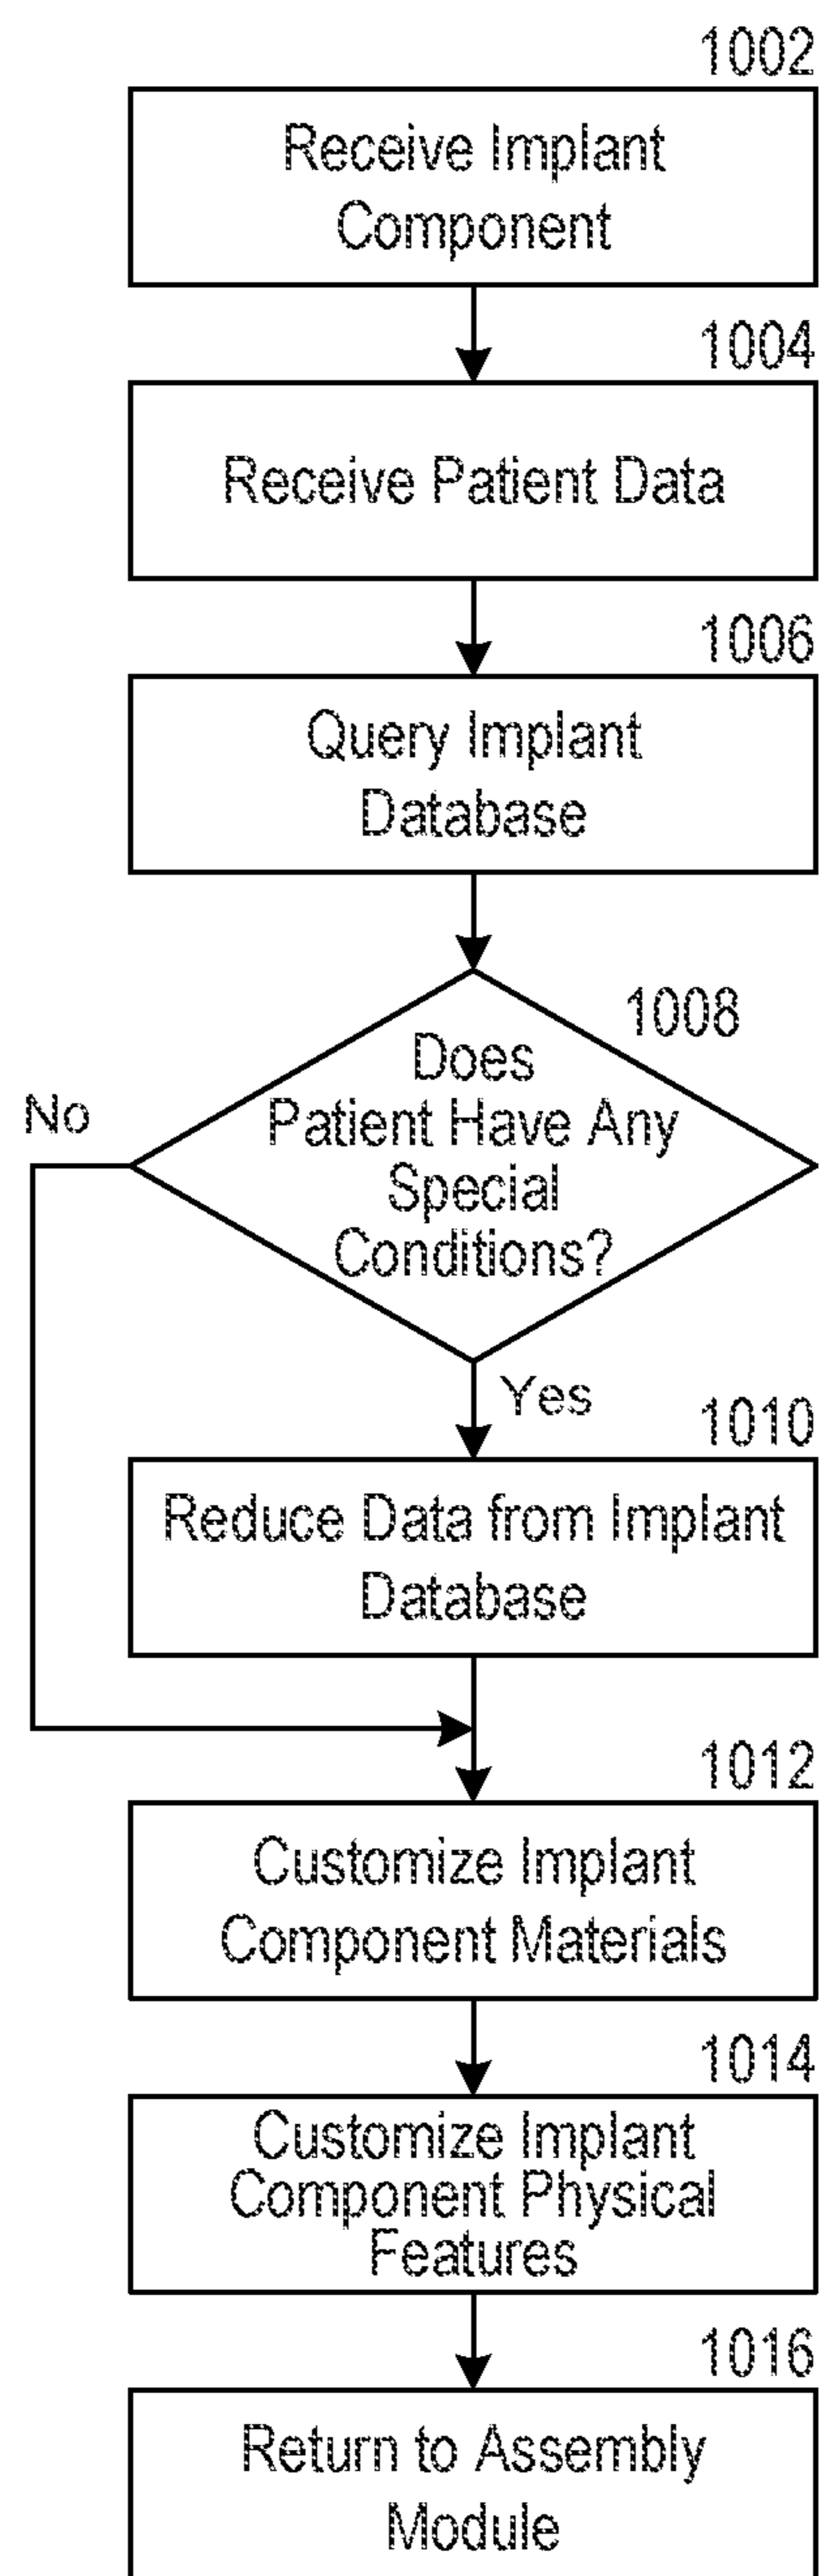 1002
Receive Implant
Component
1004
Receive Patient Data
1006
Query Implant
Database
1008
Does
Patient Have Any
Special
Conditions?
No
Yes
1010
Reduce Data from Implant
Database
1012
Customize Implant
Component Materials
1014
Customize Implant
Component Physical
Features
1016
Return to Assembly
Module